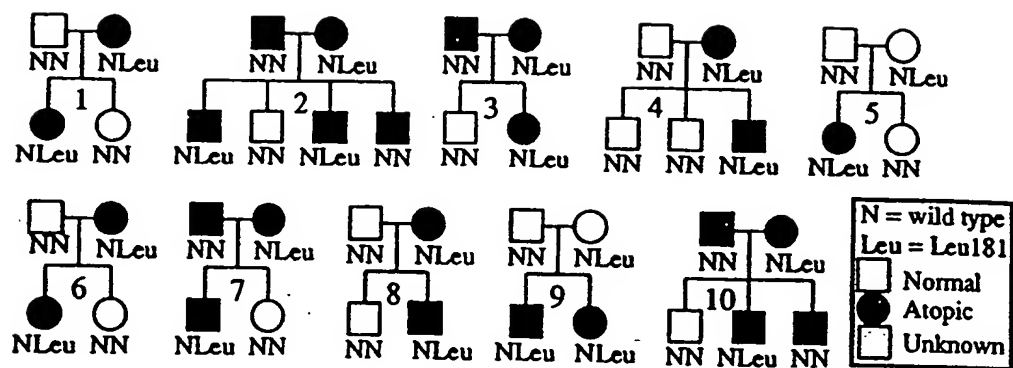 NN NLeu NN NLeu NN NLeu NN NLeu NN NLeu
1 2 3 4 5
NLeu NN NLeu NN NLeu NN NN NLeu NN NN NLeu NLeu NN
NN NLeu NN NLeu NN NLeu NN NLeu NN NLeu
6 7 8 9 10
NLeu NN NLeu NN NN NLeu NLeu NLeu NN NLeu NN
N = wild type
Leu = Leu181
Normal
Atopic
Unknown